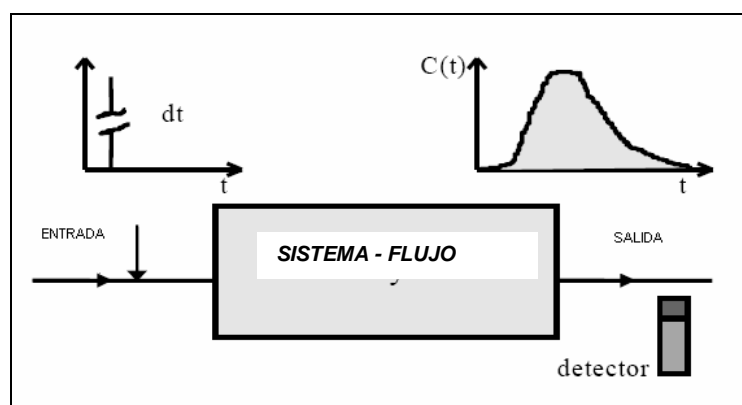 C(t)
dt
t
t
ENTRADA
SALIDA
SISTEMA - FLUJO
detector